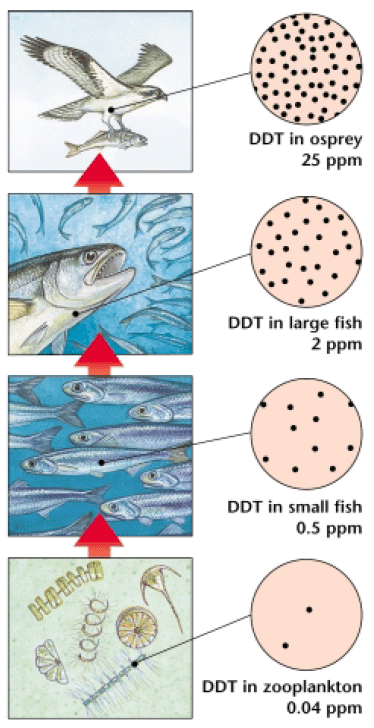 DDT in osprey
25 ppm
DDT in large fish
2 ppm
DDT in small fish
0.5 ppm
DDT in zooplankton
0.04 ppm